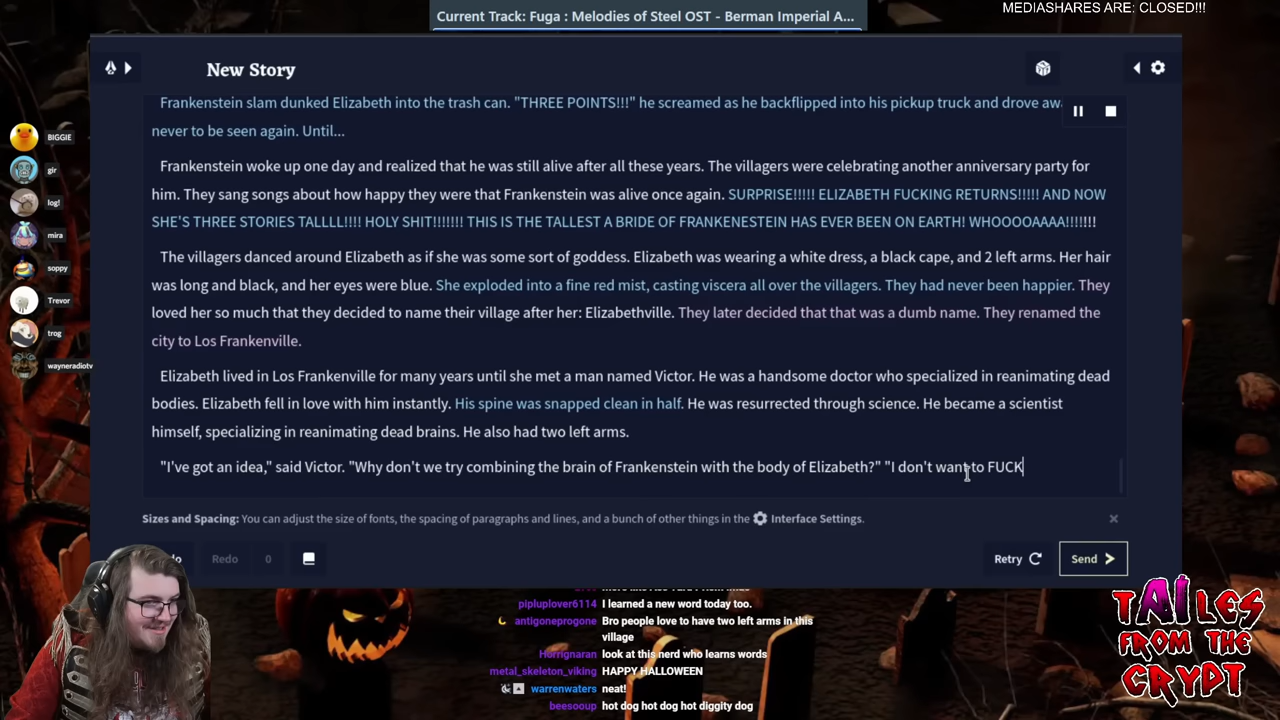 Current Track: Fuga : Melodies of Steel OST - Berman Imperial A...
MEDIASHARES ARE: CLOSED!!!
New Story
Frankenstein slam dunked Elizabeth into the trash can. "THREE POINTS!!!" he screamed as he backflipped into his pickup truck and drove awa
never to be seen again. Until...
Frankenstein woke up one day and realized that he was still alive after all these years. The villagers were celebrating another anniversary party for
him. They sang songs about how happy they were that Frankenstein was alive once again. SURPRISE!!!!! ELIZABETH FUCKING RETURNS!!!!! AND NOW
SHE'S THREE STORIES TALLLL!!!! HOLY SHIT!!!!!!! THIS IS THE TALLEST A BRIDE OF FRANKENESTEIN HAS EVER BEEN ON EARTH! WHOOOOAAAA!!!!!!!
The villagers danced around Elizabeth as if she was some sort of goddess. Elizabeth was wearing a white dress, a black cape, and 2 left arms. Her hair
was long and black, and her eyes were blue. She exploded into a fine red mist, casting viscera all over the villagers. They had never been happier. They
loved her so much that they decided to name their village after her: Elizabethville. They later decided that that was a dumb name. They renamed the
city to Los Frankenville.
Elizabeth lived in Los Frankenville for many years until she met a man named Victor. He was a handsome doctor who specialized in reanimating dead
bodies. Elizabeth fell in love with him instantly. His spine was snapped clean in half. He was resurrected through science. He became a scientist
himself, specializing in reanimating dead brains. He also had two left arms.
"I've got an idea," said Victor. "Why don't we try combining the brain of Frankenstein with the body of Elizabeth?" "I don't want to FUCK
BIGGIE
gir
log!
mira
soppy
Trevor
trog
wayneradiotv
Sizes and Spacing: You can adjust the size of fonts, the spacing of paragraphs and lines, and a bunch of other things in the Interface Settings.
Redo 0
Retry
Send
pipluplover6114 I learned a new word today too.
antigoneprogone Bro people love to have two left arms in this
village
Horrignaran look at this nerd who learns words
metal_skeleton_viking HAPPY HALLOWEEN
warrenwaters neat!
beesooup hot dog hot dog hot diggity dog
TAILES
FROM THE
CRYPT